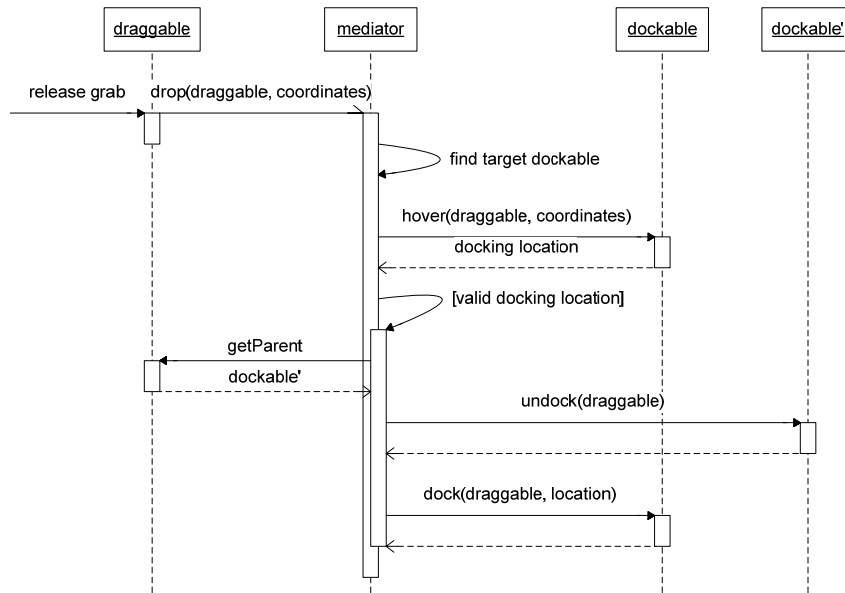 draggable
mediator
dockable
dockable'
release grab
drop(draggable, coordinates)
find target dockable
hover(draggable, coordinates)
docking location
[valid docking location]
getParent
dockable'
undock(draggable)
dock(draggable, location)